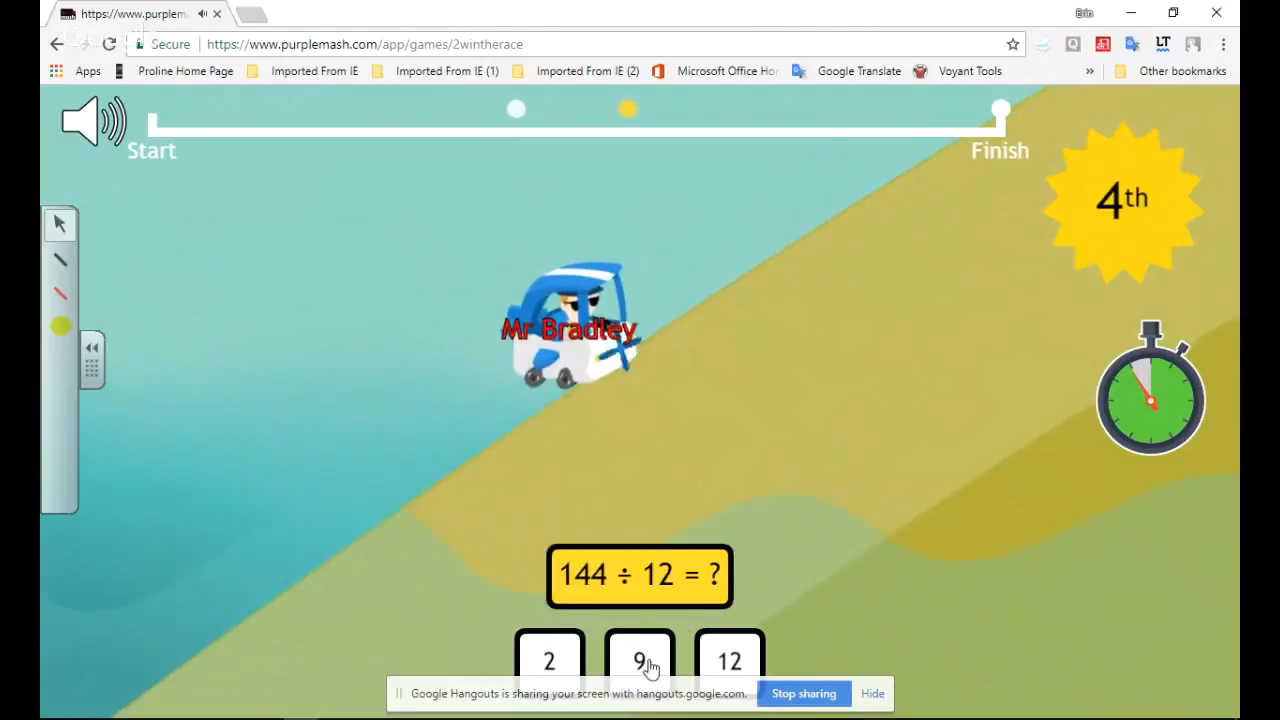 https://www.purplem
Erin
Secure https://www.purplemash.com/app/games/2wintherace
Apps Proline Home Page Imported From IE Imported From IE (1) Imported From IE (2) Microsoft Office Ho Google Translate Voyant Tools » Other bookmarks
Start
Finish
4th
Mr Bradley
144 ÷ 12 = ?
2 9 12
Google Hangouts is sharing your screen with hangouts.google.com. Stop sharing Hide